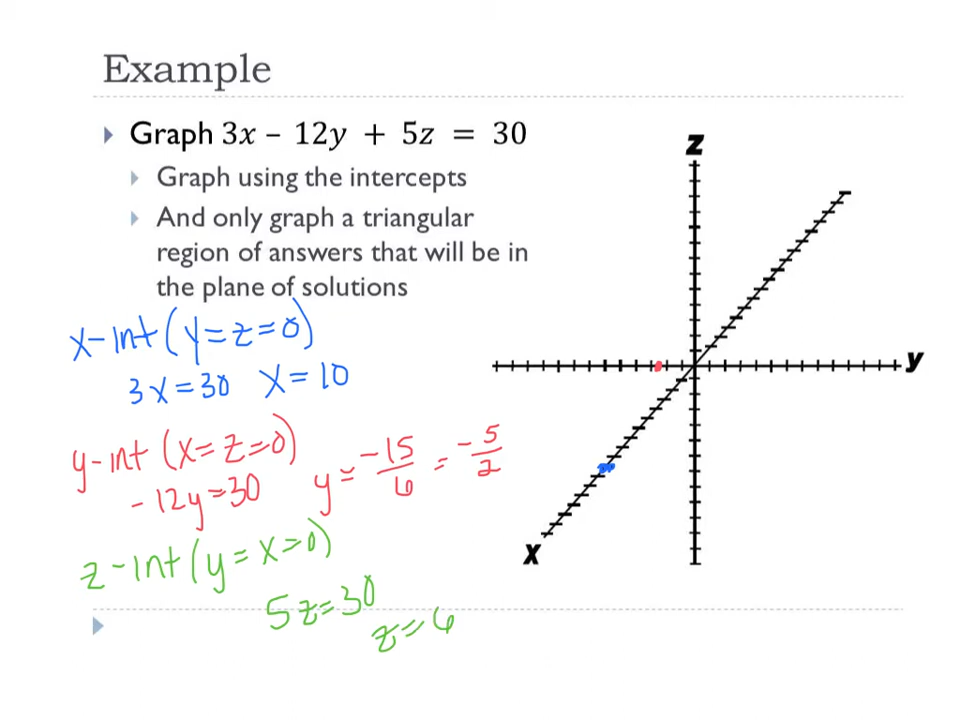 Example
Graph 3x – 12y + 5z = 30
Graph using the intercepts
And only graph a triangular
region of answers that will be in
the plane of solutions
x-int (y=z=0)
3x=30 x=10
y-int (x=z=0)
-12y=30 y=-15/6=-5/2
z-int (y=x=0)
5z=30
z=6
z
y
x